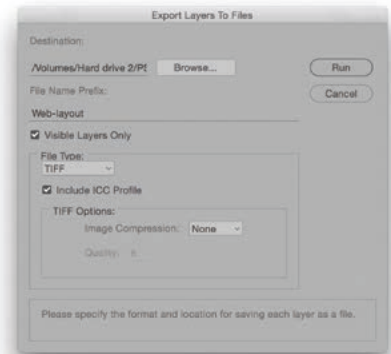 Export Layers To Files
Destination:
/Volumes/Hard drive 2/PS
Browse...
Run
File Name Prefix:
Cancel
Web-layout
Visible Layers Only
File Type:
TIFF
Include ICC Profile
TIFF Options:
Image Compression: None
Quality:
Please specify the format and location for saving each layer as a file.